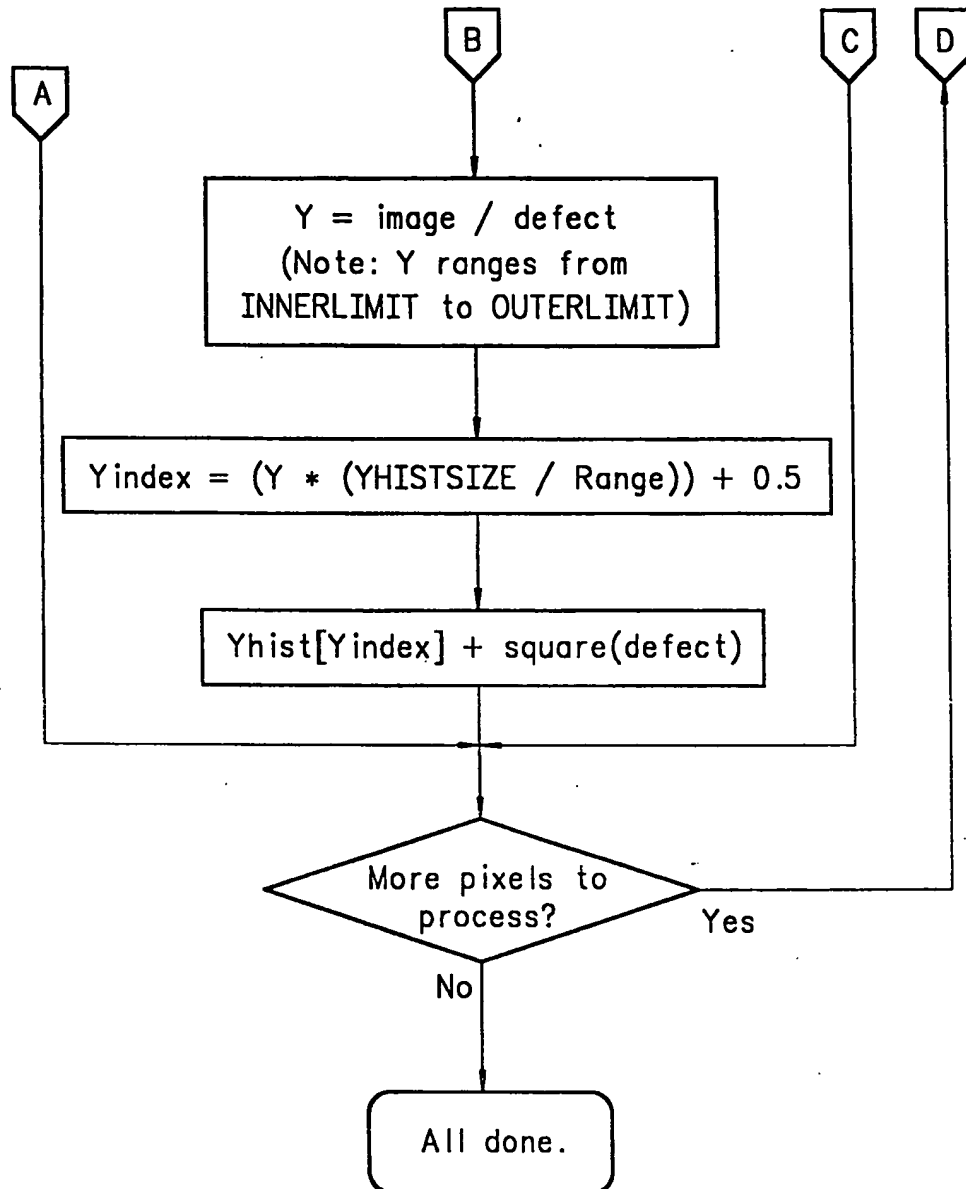 B
C
D
A
Y = image / defect
(Note: Y ranges from
INNERLIMIT to OUTERLIMIT)
Yindex = (Y * (YHISTSIZE / Range)) + 0.5
Yhist[Yindex] + square(defect)
More pixels to
process?
Yes
No
All done.